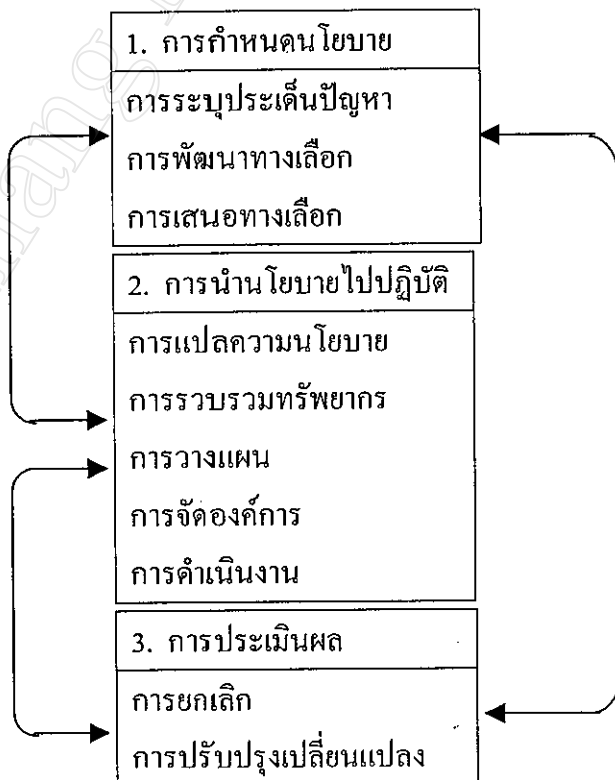 1. การกำหนดนโยบาย
การระบุประเด็นปัญหา
การพัฒนาทางเลือก
การเสนอทางเลือก
2. การนำนโยบายไปปฏิบัติ
การแปลความนโยบาย
การรวบรวมทรัพยากร
การวางแผน
การจัดองค์การ
การดำเนินงาน
3. การประเมินผล
การยกเลิก
การปรับปรุงเปลี่ยนแปลง